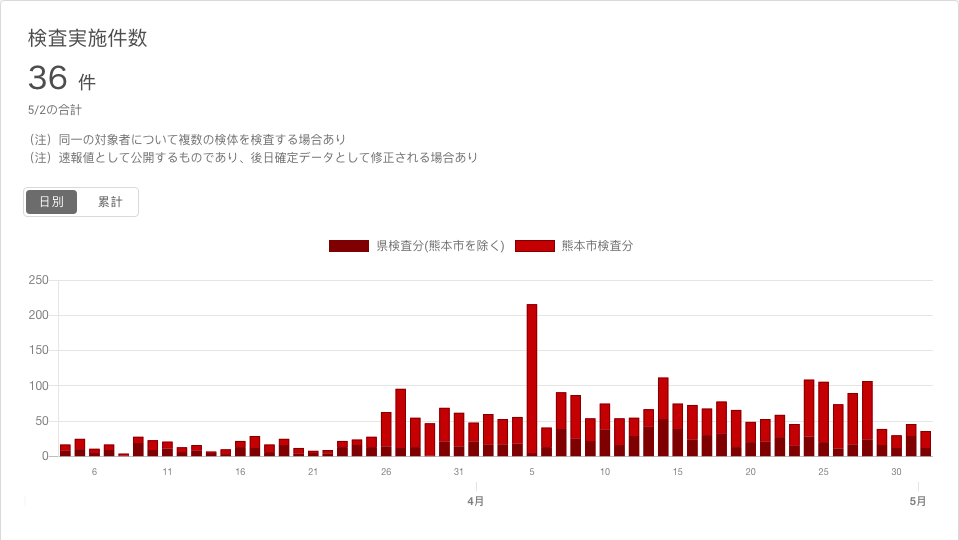 検査実施件数
36 件
5/2の合計
（注）同一の対象者について複数の検体を検査する場合あり
（注）速報値として公開するものであり、後日確定データとして修正される場合あり
日別 累計
県検査分(熊本市を除く) 熊本市検査分
250
200
150
100
50
0
6 11 16 21 26 31 5 10 15 20 25 30
4月 5月